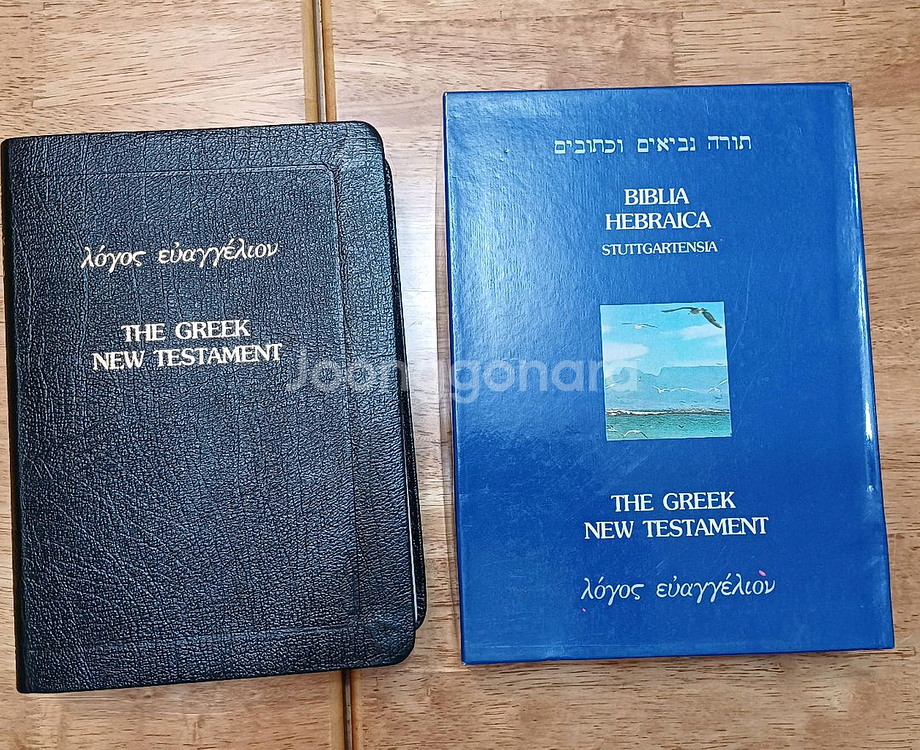 λόγος εὐαγγέλιον
THE GREEK
NEW TESTAMENT
תורה נביאים וכתובים
BIBLIA
HEBRAICA
STUTTGARTENSIA
THE GREEK
NEW TESTAMENT
λόγος εὐαγγέλιον
Joonggonara